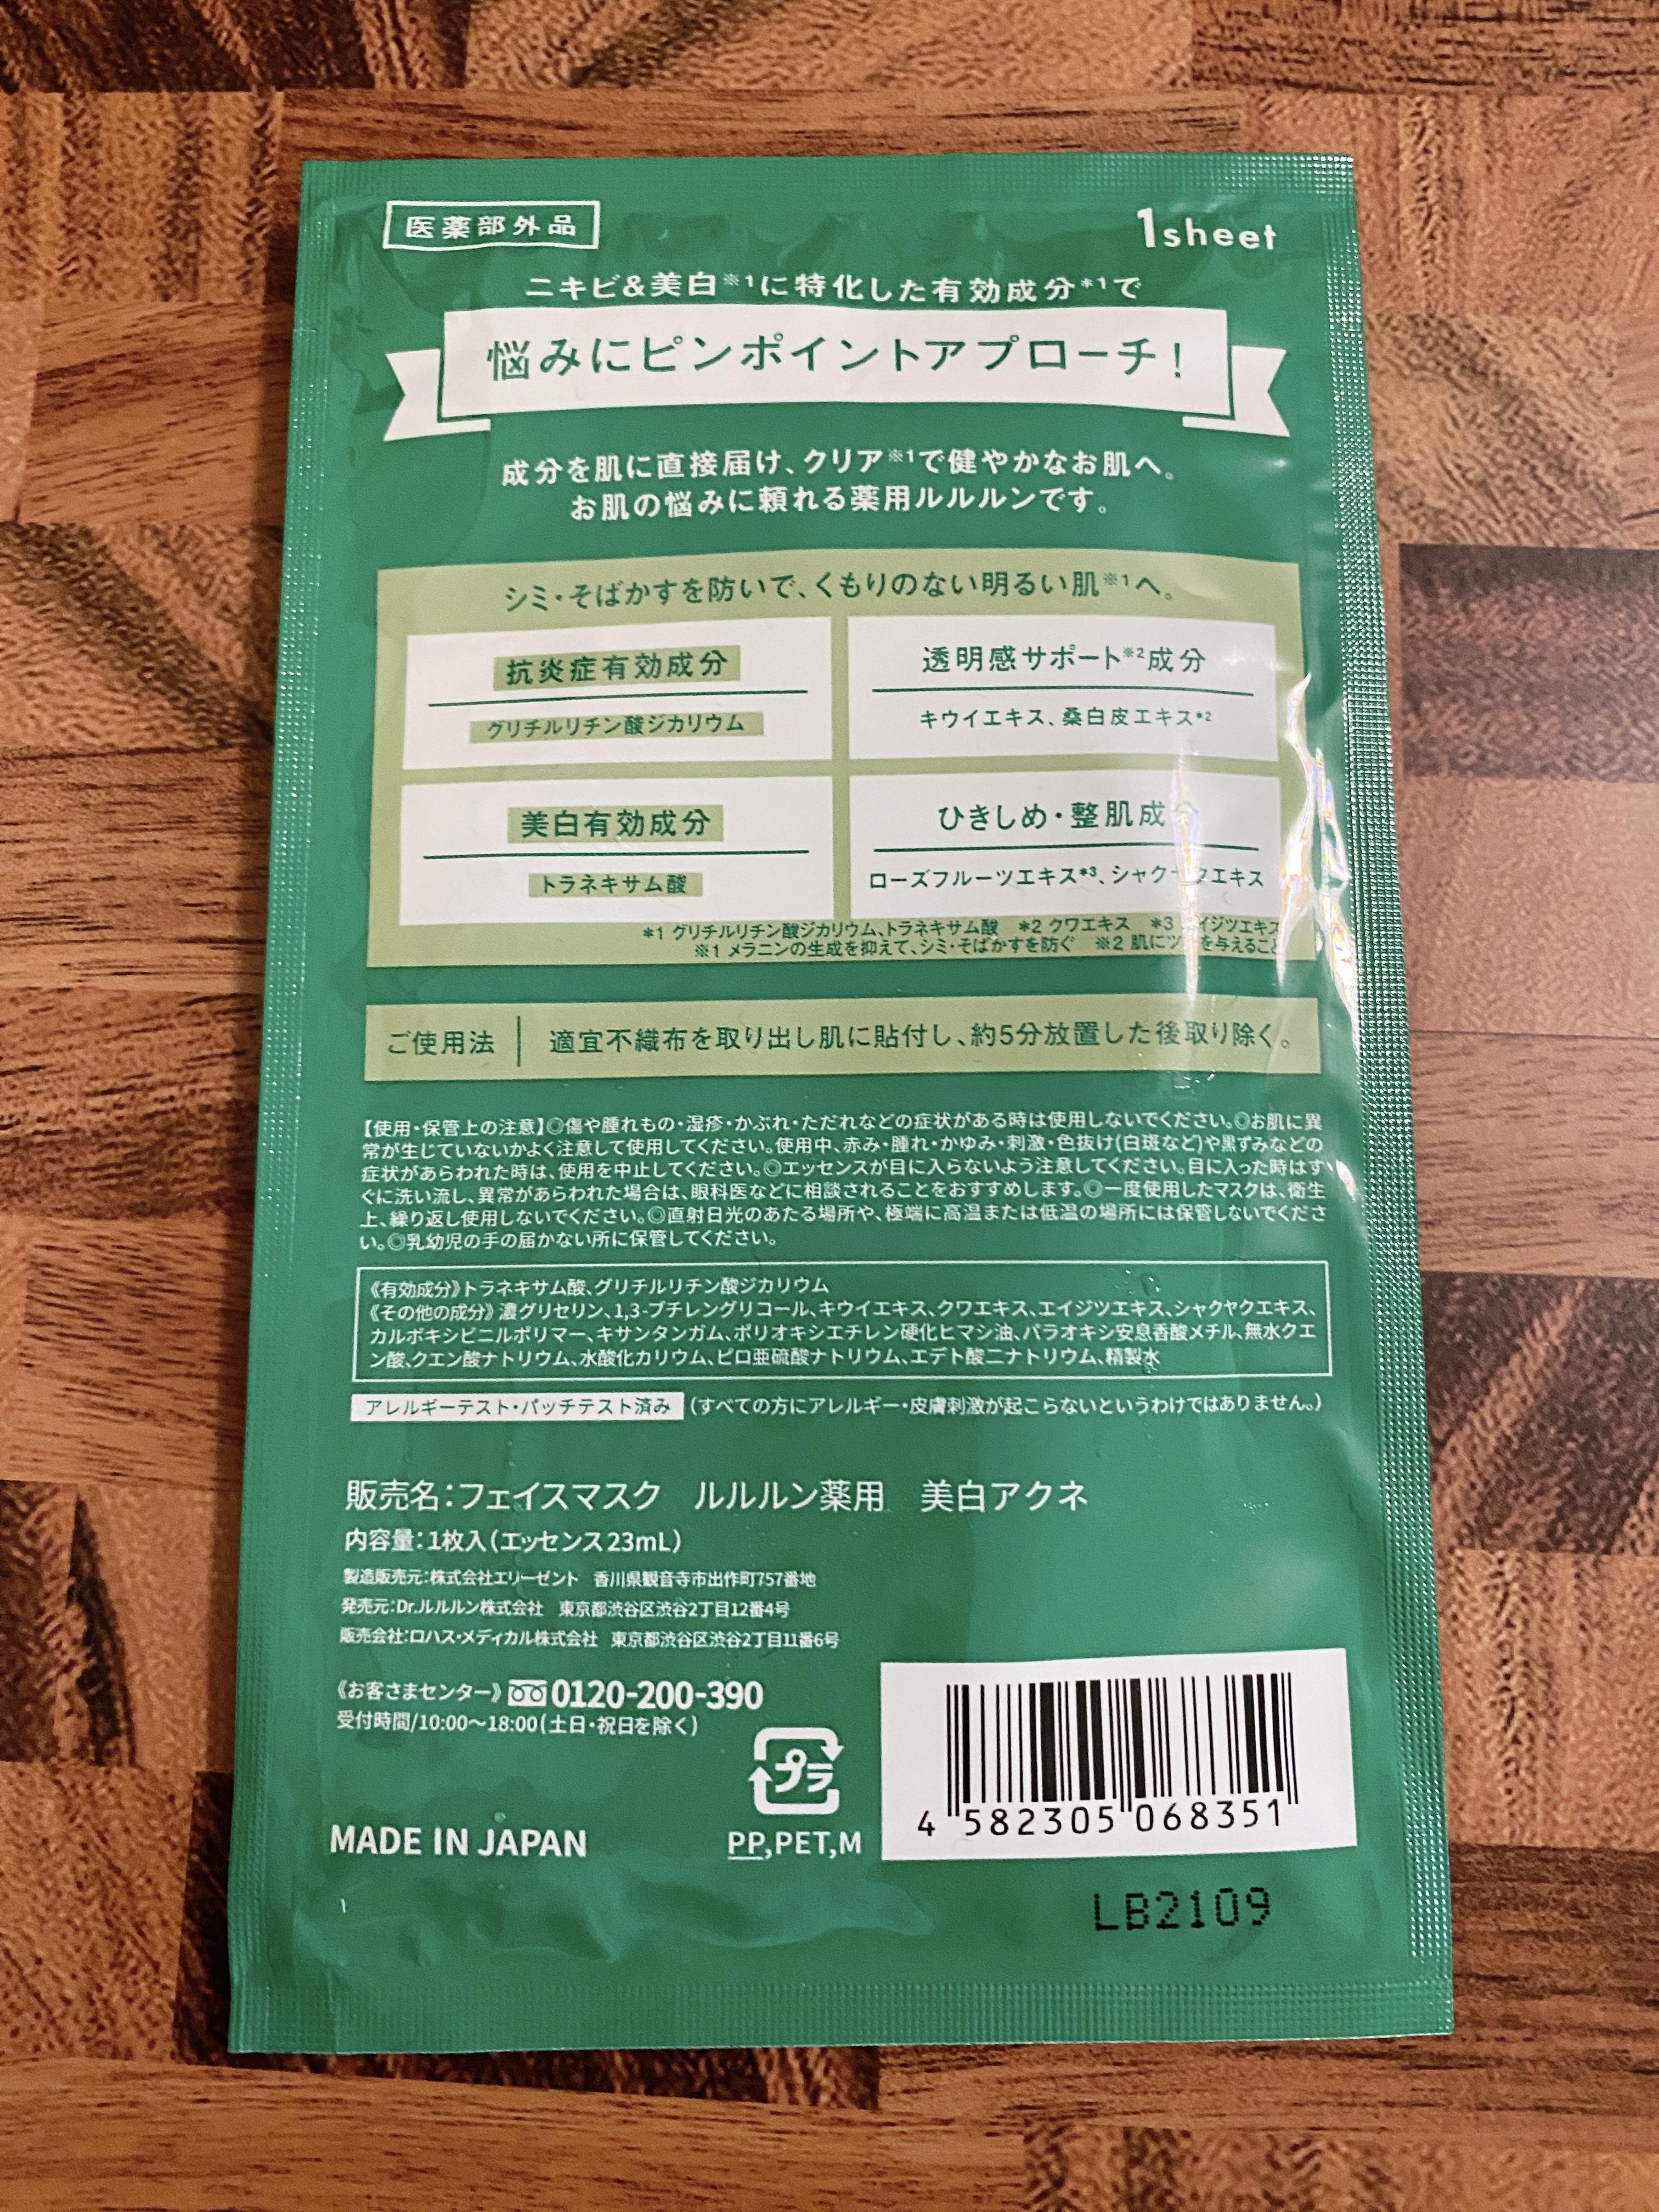 医薬部外品
1sheet
ニキビ&美白※1に特化した有効成分*1で
悩みにピンポイントアプローチ!
成分を肌に直接届け、クリア※1で健やかなお肌へ。
お肌の悩みに頼れる薬用ルルルンです。
シミ・そばかすを防いで、くもりのない明るい肌※1へ。
抗炎症有効成分
グリチルリチン酸ジカリウム
透明感サポート※2成分
キウイエキス、桑白皮エキス*2
美白有効成分
トラネキサム酸
ひきしめ・整肌成分
ローズフルーツエキス*3、シャクヤクエキス
*1 グリチルリチン酸ジカリウム、トラネキサム酸 *2 クワエキス *3 エイジツエキス
※1 メラニンの生成を抑えて、シミ・そばかすを防ぐ ※2 肌にツヤを与えること
ご使用法 適宜不織布を取り出し肌に貼付し、約5分放置した後取り除く。
【使用・保管上の注意】◎傷や腫れもの・湿疹・かぶれ・ただれなどの症状がある時は使用しないでください。◎お肌に異
常が生じていないかよく注意して使用してください。使用中、赤み・腫れ・かゆみ・刺激・色抜け(白斑など)や黒ずみなどの
症状があらわれた時は、使用を中止してください。◎エッセンスが目に入らないよう注意してください。目に入った時はす
ぐに洗い流し、異常があらわれた場合は、眼科医などに相談されることをおすすめします。◎一度使用したマスクは、衛生
上、繰り返し使用しないでください。◎直射日光のあたる場所や、極端に高温または低温の場所には保管しないでくださ
い。◎乳幼児の手の届かない所に保管してください。
《有効成分》トラネキサム酸、グリチルリチン酸ジカリウム
《その他の成分》濃グリセリン、1,3-ブチレングリコール、キウイエキス、クワエキス、エイジツエキス、シャクヤクエキス、
カルボキシビニルポリマー、キサンタンガム、ポリオキシエチレン硬化ヒマシ油、パラオキシ安息香酸メチル、無水クエ
ン酸、クエン酸ナトリウム、水酸化カリウム、ピロ亜硫酸ナトリウム、エデト酸二ナトリウム、精製水
アレルギーテスト・パッチテスト済み (すべての方にアレルギー・皮膚刺激が起こらないというわけではありません。)
販売名:フェイスマスク ルルルン薬用 美白アクネ
内容量:1枚入(エッセンス23mL)
製造販売元:株式会社エリーゼント 香川県観音寺市出作町757番地
発売元:Dr.ルルルン株式会社 東京都渋谷区渋谷2丁目12番4号
販売会社:ロハス・メディカル株式会社 東京都渋谷区渋谷2丁目11番6号
《お客さまセンター》0120-200-390
受付時間/10:00〜18:00(土日・祝日を除く)
プラ
MADE IN JAPAN
PP,PET,M
4 582305 068351
1
LB2109